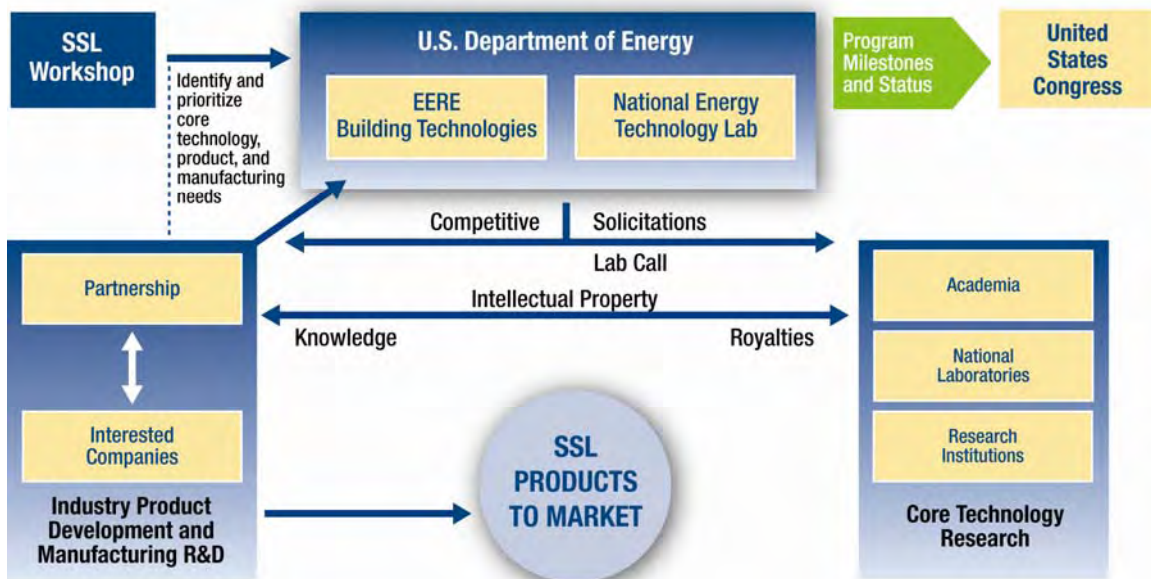 SSL
Workshop
Identify and
prioritize
core
technology,
product, and
manufacturing
needs
U.S. Department of Energy
EERE
Building Technologies
National Energy
Technology Lab
Program
Milestones
and Status
United
States
Congress
Competitive
Solicitations
Lab Call
Intellectual Property
Knowledge
Royalties
Partnership
Interested
Companies
Industry Product
Development and
Manufacturing R&D
SSL
PRODUCTS
TO MARKET
Academia
National
Laboratories
Research
Institutions
Core Technology
Research